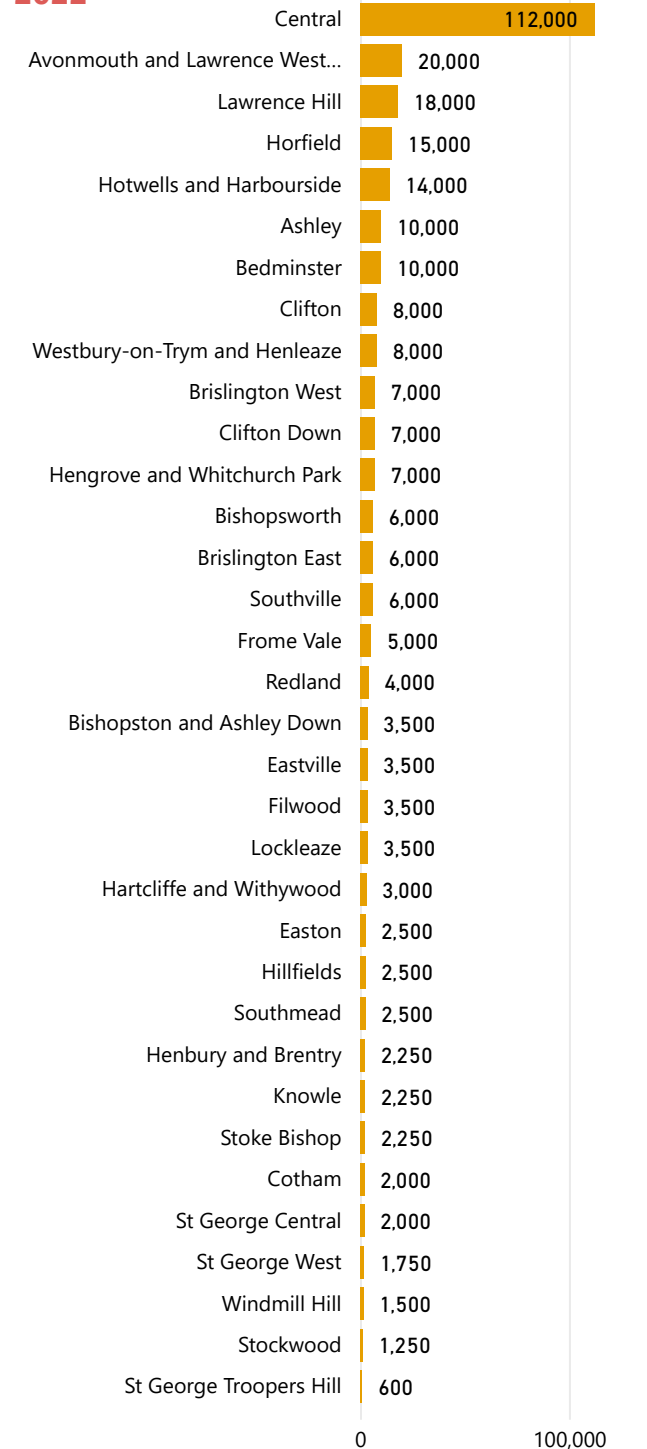 2022
Central 112,000
Avonmouth and Lawrence West... 20,000
Lawrence Hill 18,000
Horfield 15,000
Hotwells and Harbourside 14,000
Ashley 10,000
Bedminster 10,000
Clifton 8,000
Westbury-on-Trym and Henleaze 8,000
Brislington West 7,000
Clifton Down 7,000
Hengrove and Whitchurch Park 7,000
Bishopsworth 6,000
Brislington East 6,000
Southville 6,000
Frome Vale 5,000
Redland 4,000
Bishopston and Ashley Down 3,500
Eastville 3,500
Filwood 3,500
Lockleaze 3,500
Hartcliffe and Withywood 3,000
Easton 2,500
Hillfields 2,500
Southmead 2,500
Henbury and Brentry 2,250
Knowle 2,250
Stoke Bishop 2,250
Cotham 2,000
St George Central 2,000
St George West 1,750
Windmill Hill 1,500
Stockwood 1,250
St George Troopers Hill 600
0 100,000